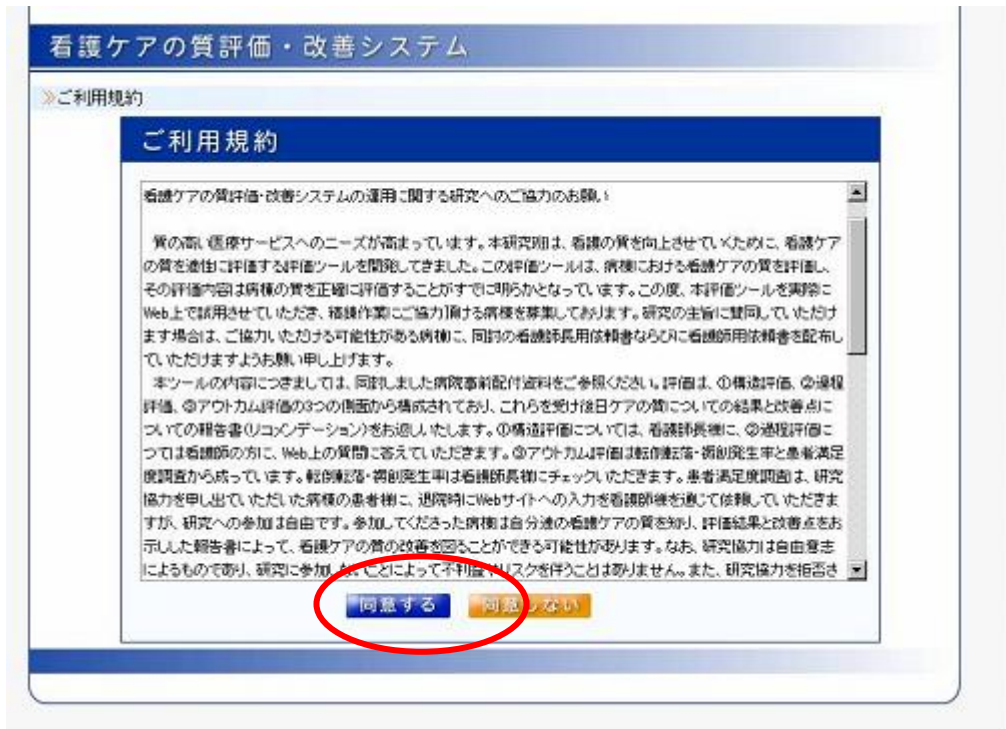 看護ケアの質評価・改善システム
≫ご利用規約
ご利用規約
看護ケアの質評価・改善システムの運用に関する研究へのご協力のお願い
質の高い医療サービスへのニーズが高まっています。本研究班は、看護の質を向上させていくために、看護ケア
の質を適性に評価する評価ツールを開発してきました。この評価ツールは、病棟における看護ケアの質を評価し、
その評価内容は病棟の質を正確に評価することがすでに明らかとなっています。この度、本評価ツールを実際に
Web上で試用させていただき、精錬作業にご協力頂ける病棟を募集しております。研究の主旨に賛同していただけ
ます場合は、ご協力いただける可能性がある病棟に、同封の看護師長用依頼書ならびに看護師用依頼書を配布し
ていただけますようお願い申し上げます。
本ツールの内容につきましては、同封しました病院事前配付資料をご参照ください。評価は、①構造評価、②過程
評価、③アウトカム評価の3つの側面から構成されており、これらを受け後日ケアの質についての結果と改善点に
ついての報告書(リコメンデーション)をお返しいたします。①構造評価については、看護師長様に、②過程評価に
つては看護師の方に、Web上の質問に答えていただきます。③アウトカム評価は転倒転落・褥創発生率と患者満足
度調査から成っています。転倒転落・褥創発生率は看護師長様にチェックいただきます。患者満足度調査は、研究
協力を申し出ていただいた病棟の患者様に、退院時にWebサイトへの入力を看護師様を通じて依頼していただきま
すが、研究への参加は自由です。参加してくださった病棟は自分達の看護ケアの質を知り、評価結果と改善点をお
示しした報告書によって、看護ケアの質の改善を図ることができる可能性があります。なお、研究協力は自由意志
によるものであり、研究に参加しないことによって不利益やリスクを伴うことはありません。また、研究協力を拒否さ
同意する 同意しない